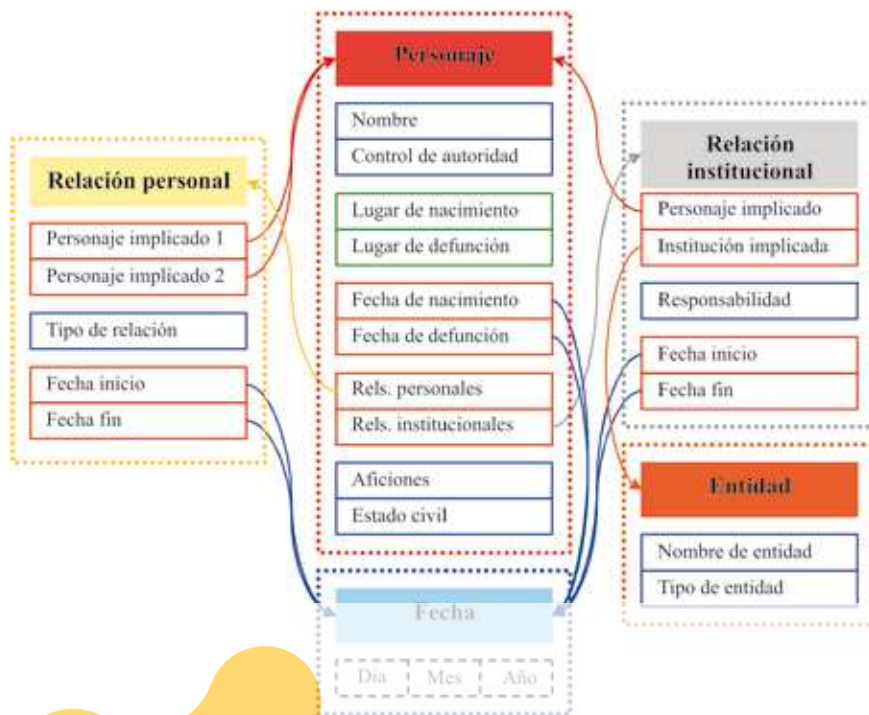 Personaje
Nombre
Control de autoridad
Lugar de nacimiento
Lugar de defunción
Fecha de nacimiento
Fecha de defunción
Rels. personales
Rels. institucionales
Aficiones
Estado civil
Relación personal
Personaje implicado 1
Personaje implicado 2
Tipo de relación
Fecha inicio
Fecha fin
Relación
institucional
Personaje implicado
Institución implicada
Responsabilidad
Fecha inicio
Fecha fin
Entidad
Nombre de entidad
Tipo de entidad
Fecha
Día
Mes
Año